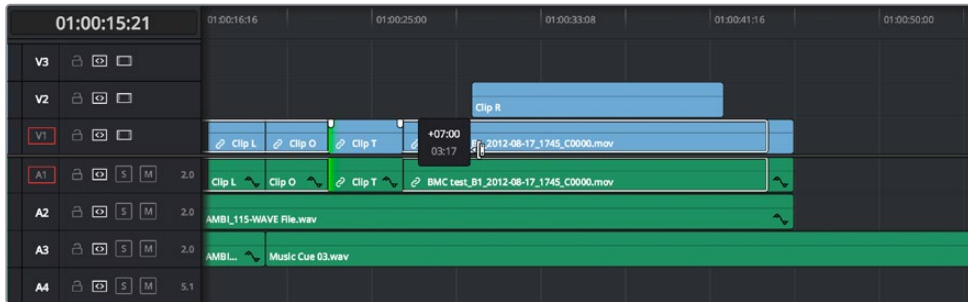 01:00:15:21 01:00:16:16 01:00:25:00 01:00:33:08 01:00:41:16 01:00:50:00
V3
V2 Clip R
V1 Clip L Clip O Clip T B1_2012-08-17_1745_C0000.mov
+07:00
03:17
A1 S M 2.0 Clip L Clip O Clip T BMC test_B1_2012-08-17_1745_C0000.mov
A2 S M 2.0 AMBI_115-WAVE File.wav
A3 S M 2.0 AMBI... Music Cue 03.wav
A4 S M 5.1